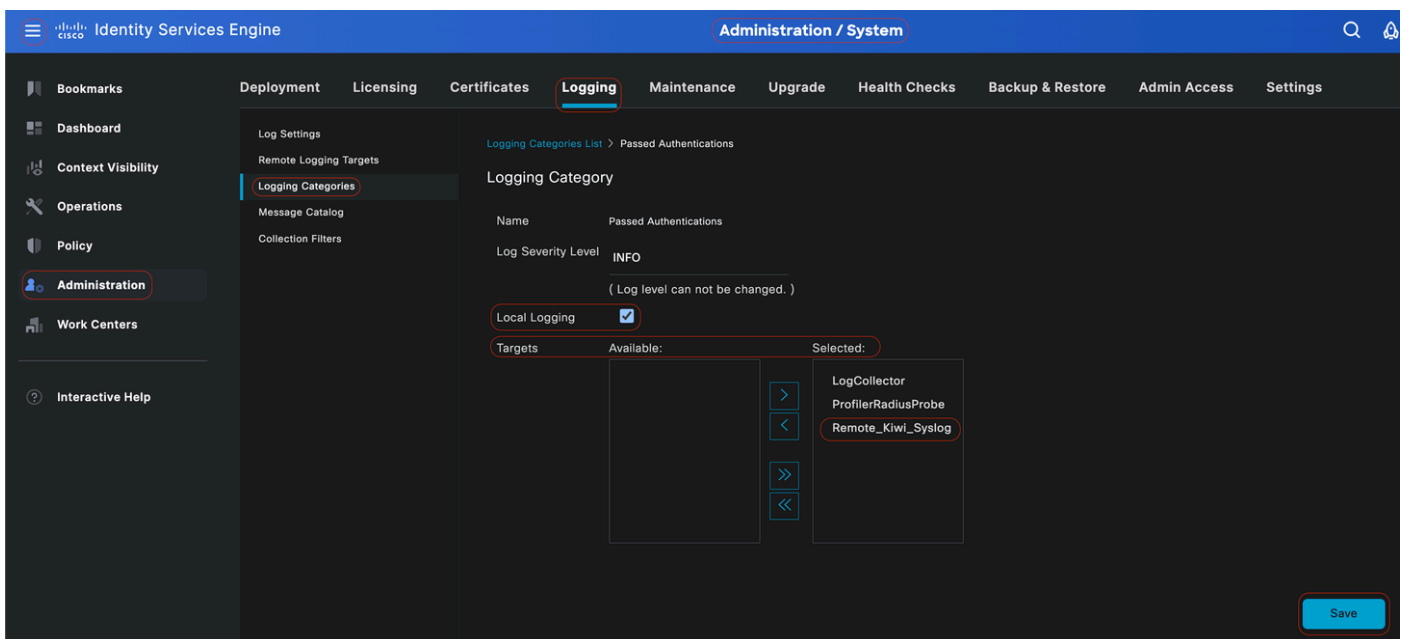 cisco Identity Services Engine
Administration / System
Bookmarks
Dashboard
Context Visibility
Operations
Policy
Administration
Work Centers
? Interactive Help
Deployment Licensing Certificates Logging Maintenance Upgrade Health Checks Backup & Restore Admin Access Settings
Log Settings
Remote Logging Targets
Logging Categories
Message Catalog
Collection Filters
Logging Categories List > Passed Authentications
Logging Category
Name Passed Authentications
Log Severity Level INFO
( Log level can not be changed. )
Local Logging
Targets Available: Selected:
LogCollector
ProfilerRadiusProbe
Remote_Kiwi_Syslog
Save